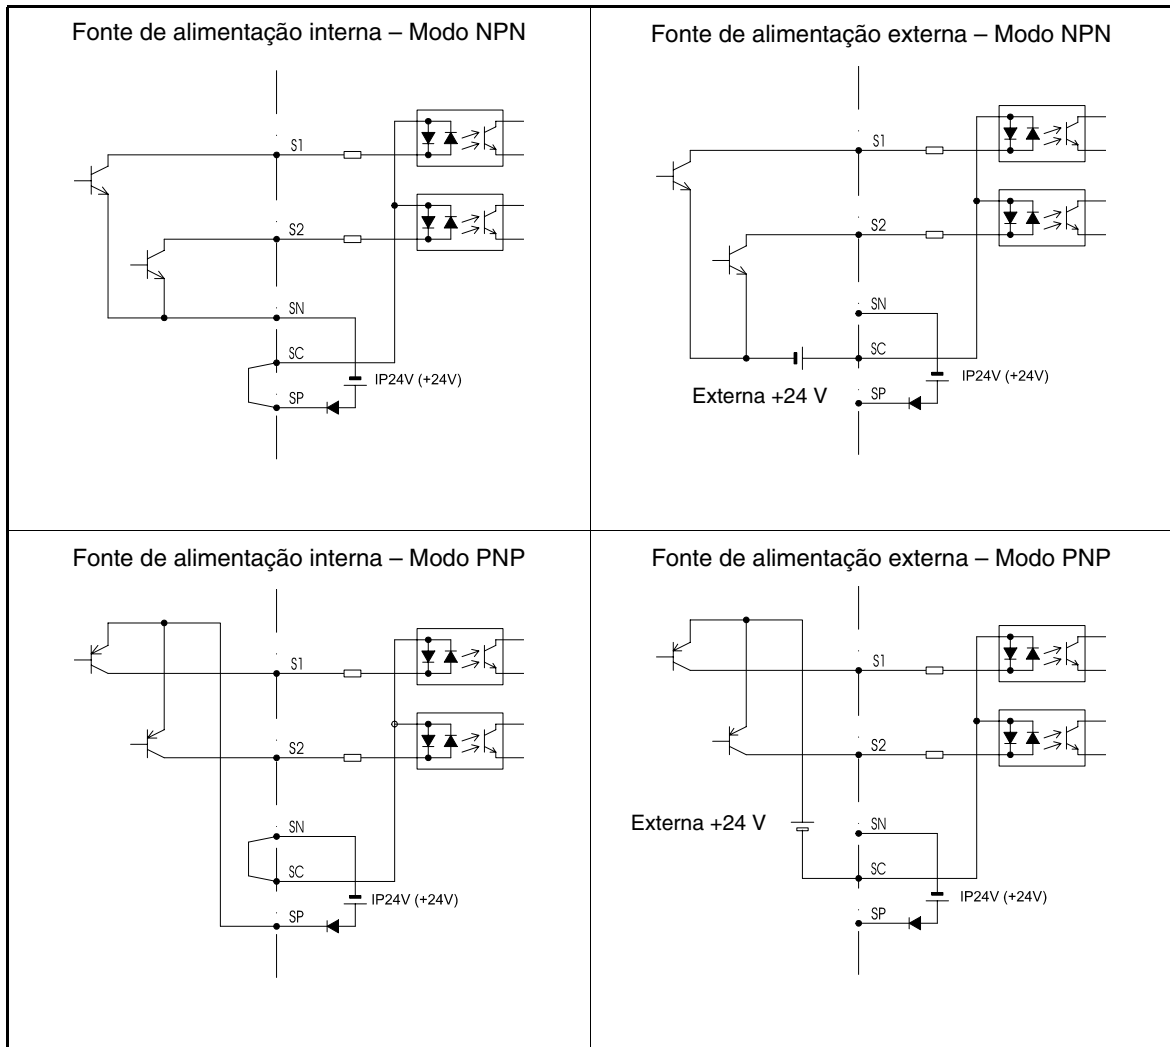 Fonte de alimentação interna – Modo NPN
S1
S2
SN
SC
IP24V (+24V)
SP
Fonte de alimentação externa – Modo NPN
S1
S2
SN
SC
IP24V (+24V)
Externa +24 V
SP
Fonte de alimentação interna – Modo PNP
S1
S2
SN
SC
IP24V (+24V)
SP
Fonte de alimentação externa – Modo PNP
S1
S2
Externa +24 V
SN
SC
IP24V (+24V)
SP